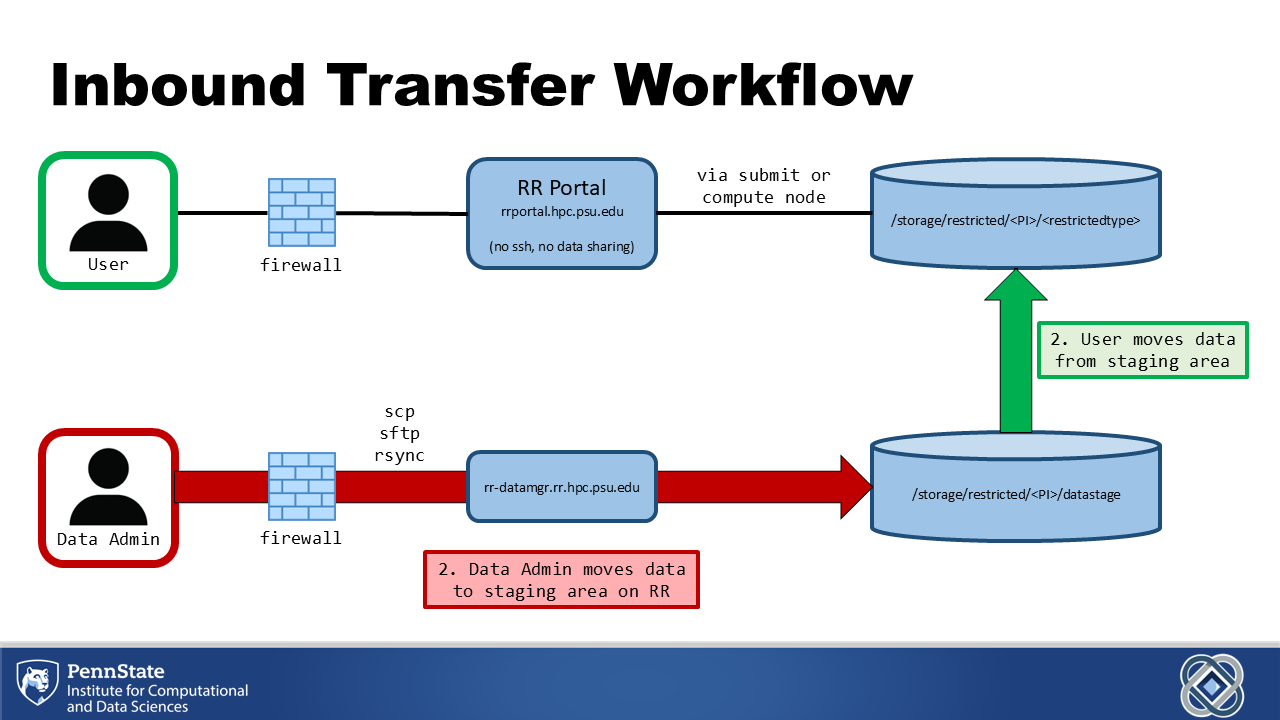 Inbound Transfer Workflow
User
firewall
RR Portal
rrportal.hpc.psu.edu
(no ssh, no data sharing)
via submit or
compute node
/storage/restricted/<PI>/<restrictedtype>
2. User moves data
from staging area
scp
sftp
rsync
Data Admin
firewall
rr-datamgr.rr.hpc.psu.edu
/storage/restricted/<PI>/datastage
2. Data Admin moves data
to staging area on RR
PennState
Institute for Computational
and Data Sciences